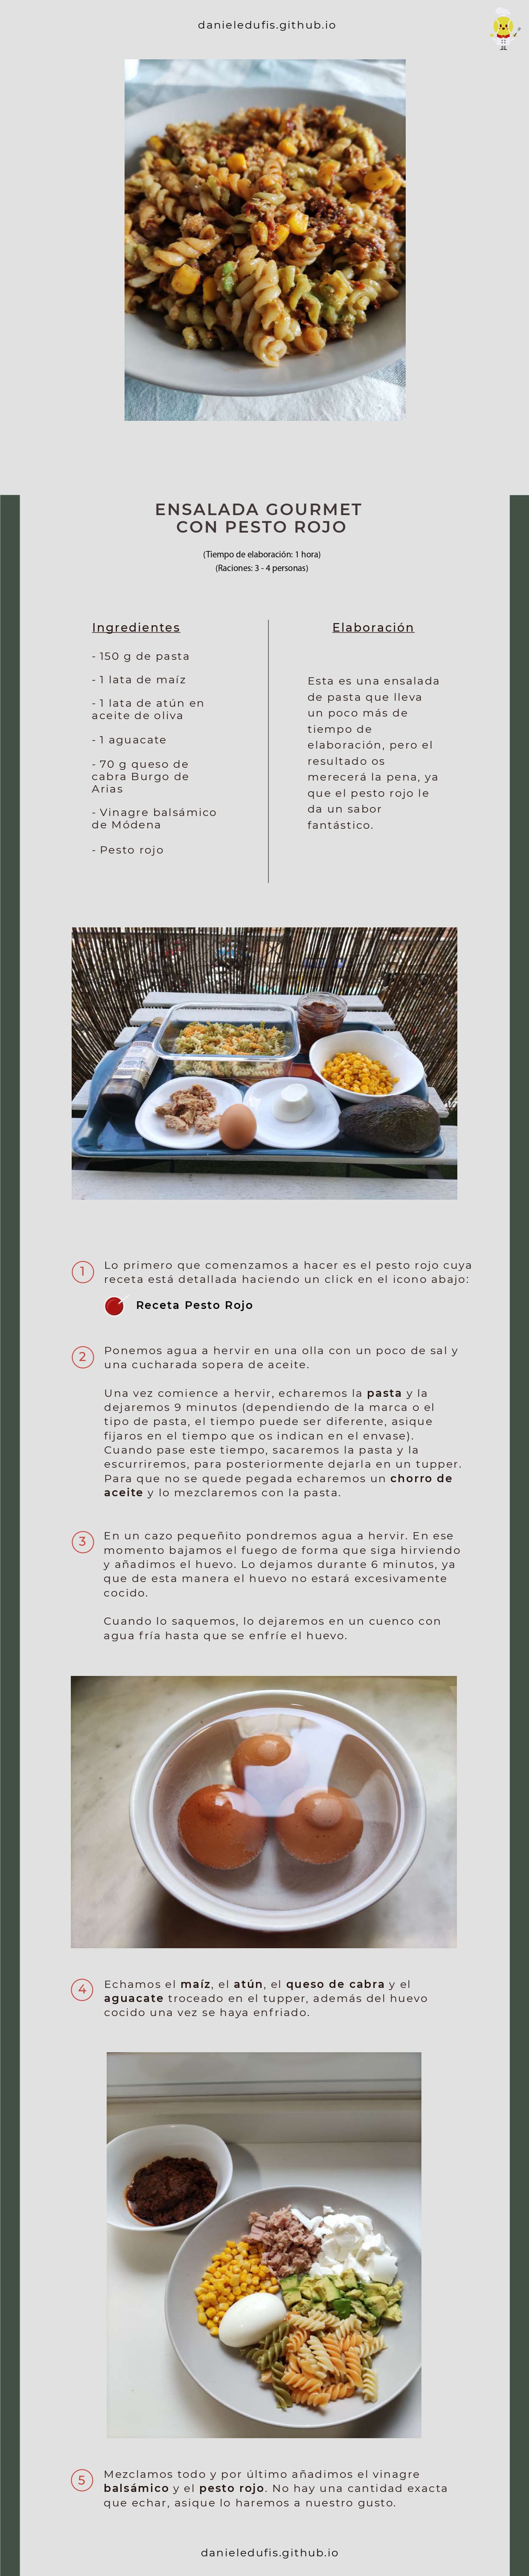 danieledufis.github.io
ENSALADA GOURMET
CON PESTO ROJO
(Tiempo de elaboración: 1 hora)
(Raciones: 3 - 4 personas)
Ingredientes
- 150 g de pasta
- 1 lata de maíz
- 1 lata de atún en
aceite de oliva
- 1 aguacate
- 70 g queso de
cabra Burgo de
Arias
- Vinagre balsámico
de Módena
- Pesto rojo
Elaboración
Esta es una ensalada
de pasta que lleva
un poco más de
tiempo de
elaboración, pero el
resultado os
merecerá la pena, ya
que el pesto rojo le
da un sabor
fantástico.
1
Lo primero que comenzamos a hacer es el pesto rojo cuya
receta está detallada haciendo un click en el icono abajo:
Receta Pesto Rojo
2
Ponemos agua a hervir en una olla con un poco de sal y
una cucharada sopera de aceite.
Una vez comience a hervir, echaremos la pasta y la
dejaremos 9 minutos (dependiendo de la marca o el
tipo de pasta, el tiempo puede ser diferente, asique
fijaros en el tiempo que os indican en el envase).
Cuando pase este tiempo, sacaremos la pasta y la
escurriremos, para posteriormente dejarla en un tupper.
Para que no se quede pegada echaremos un chorro de
aceite y lo mezclaremos con la pasta.
3
En un cazo pequeñito pondremos agua a hervir. En ese
momento bajamos el fuego de forma que siga hirviendo
y añadimos el huevo. Lo dejamos durante 6 minutos, ya
que de esta manera el huevo no estará excesivamente
cocido.
Cuando lo saquemos, lo dejaremos en un cuenco con
agua fría hasta que se enfríe el huevo.
4
Echamos el maíz, el atún, el queso de cabra y el
aguacate troceado en el tupper, además del huevo
cocido una vez se haya enfriado.
5
Mezclamos todo y por último añadimos el vinagre
balsámico y el pesto rojo. No hay una cantidad exacta
que echar, asique lo haremos a nuestro gusto.
danieledufis.github.io